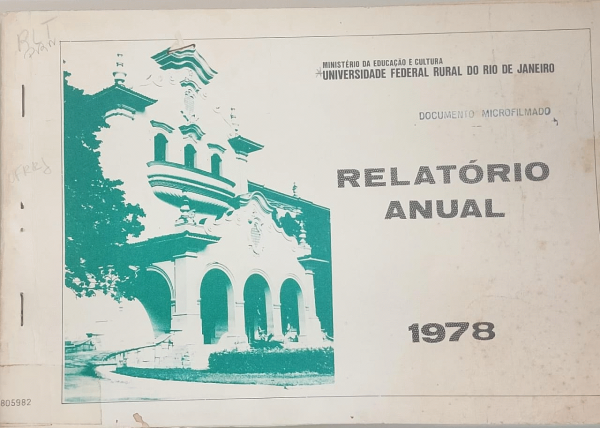 MINISTÉRIO DA EDUCAÇÃO E CULTURA
UNIVERSIDADE FEDERAL RURAL DO RIO DE JANEIRO
DOCUMENTO MICROFILMADO
RELATÓRIO
ANUAL
1978
805982